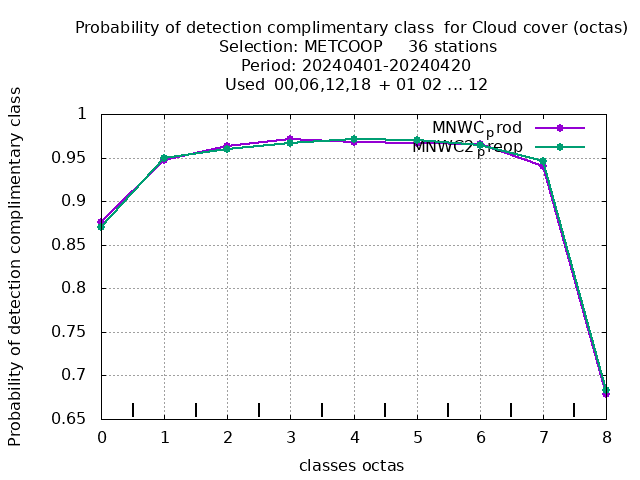 Probability of detection complimentary class  for Cloud cover (octas)
Selection: METCOOP     36 stations
Period: 20240401-20240420
Used  00,06,12,18 + 01 02 ... 12
Probability of detection complimentary class
1
0.95
0.9
0.85
0.8
0.75
0.7
0.65
MNWCprod
MNWC2preop
0 1 2 3 4 5 6 7 8
classes octas